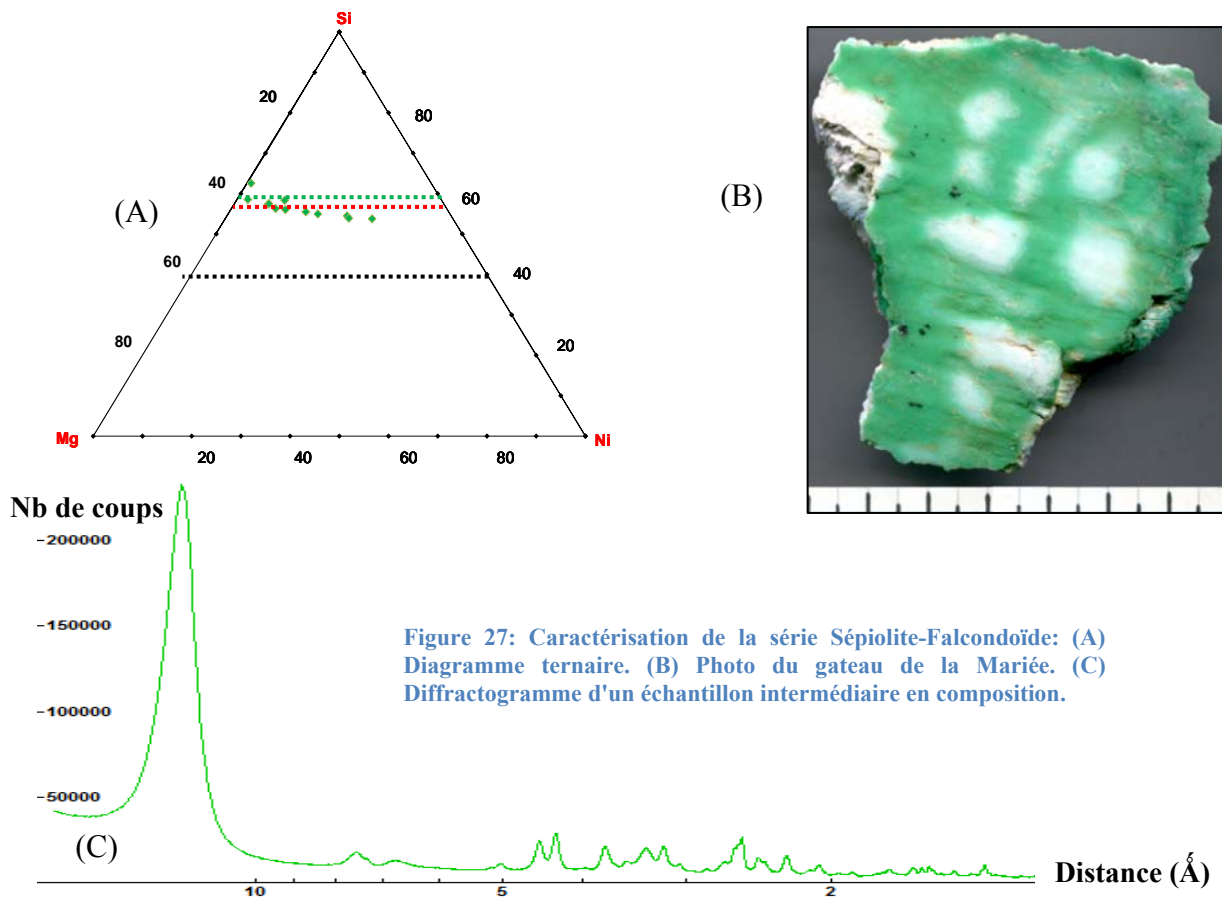 Si
20
80
40
60
(A)
(B)
60
40
80
20
Mg
Ni
20
40
60
80
Nb de coups
-200000
-150000
-100000
-50000
Figure 27: Caractérisation de la série Sépiolite-Falcondoïde: (A)
Diagramme ternaire. (B) Photo du gateau de la Mariée. (C)
Diffractogramme d'un échantillon intermédiaire en composition.
(C)
Distance (Ǻ)
10
5
2